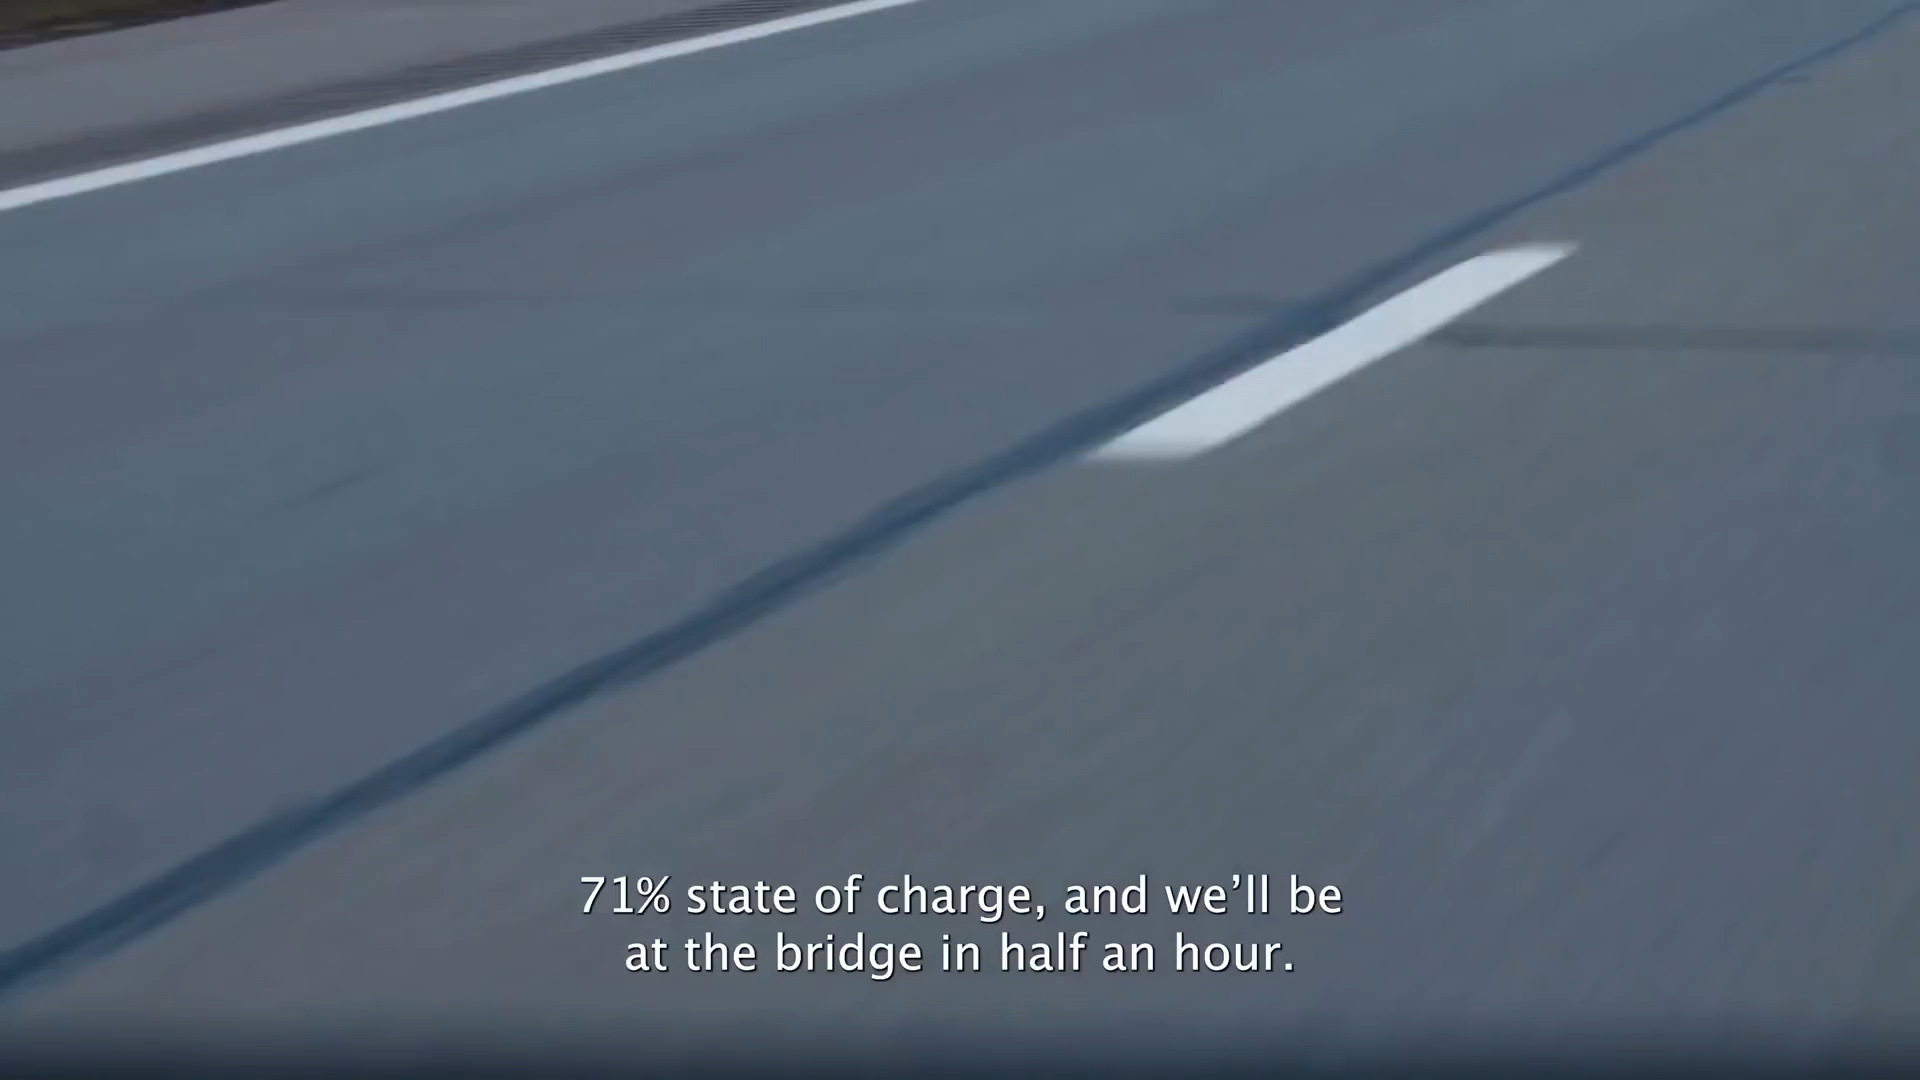 71% state of charge, and we’ll be
at the bridge in half an hour.